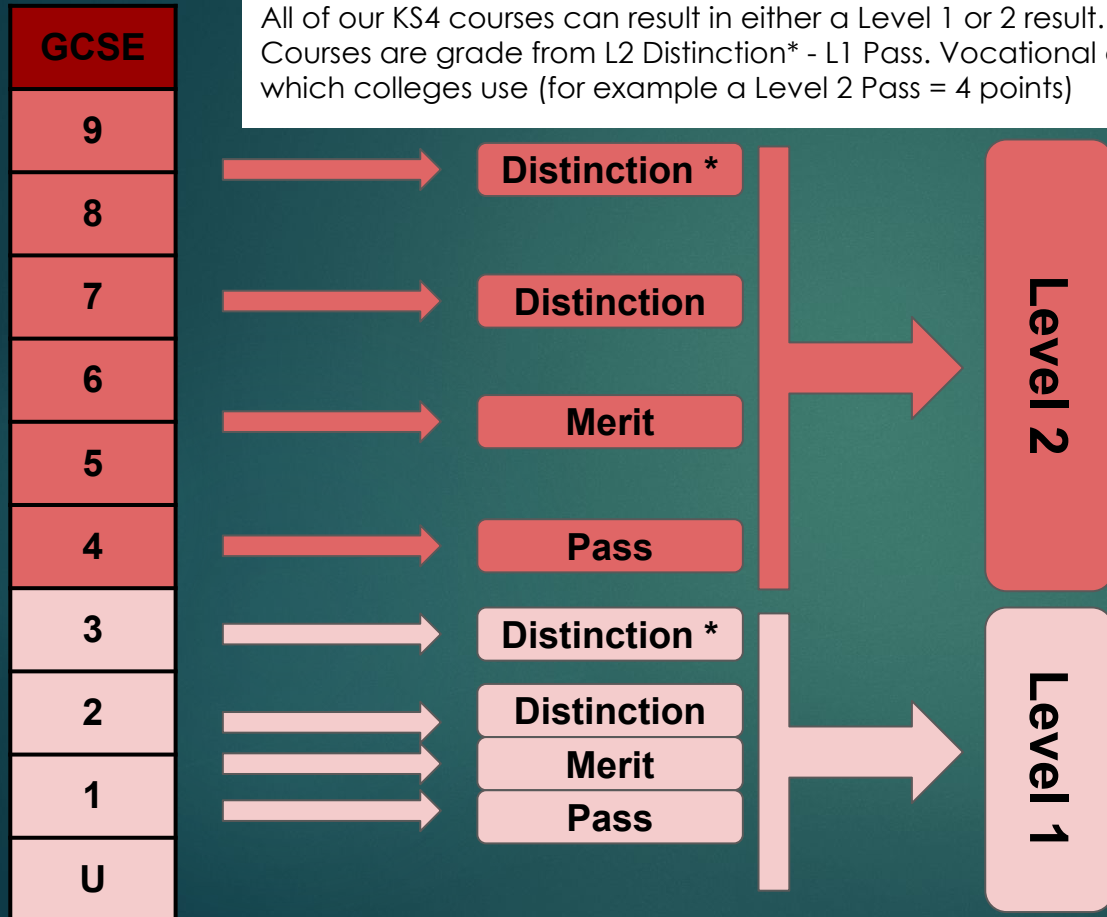 All of our KS4 courses can result in either a Level 1 or 2 result.
Courses are grade from L2 Distinction* - L1 Pass. Vocational
which colleges use (for example a Level 2 Pass = 4 points)
GCSE
9
8
7
6
5
4
3
2
1
U
Distinction *
Distinction
Merit
Pass
Distinction *
Distinction
Merit
Pass
Level 2
Level 1